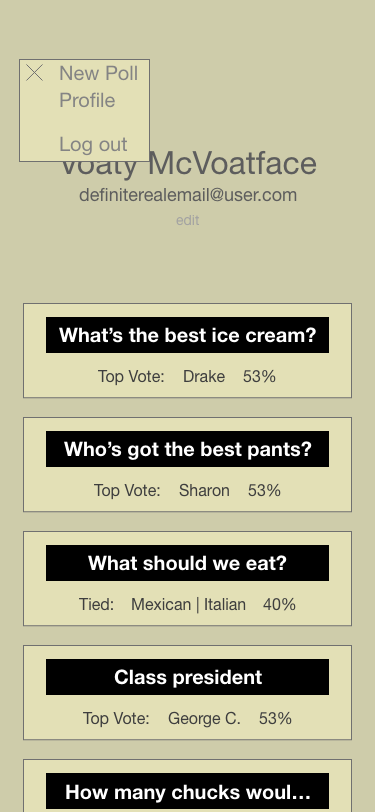 New Poll
Profile
Log out
Voaty McVoatface
definiterealemail@user.com
edit
What’s the best ice cream?
Top Vote: Drake 53%
Who’s got the best pants?
Top Vote: Sharon 53%
What should we eat?
Tied: Mexican | Italian 40%
Class president
Top Vote: George C. 53%
How many chucks woul...